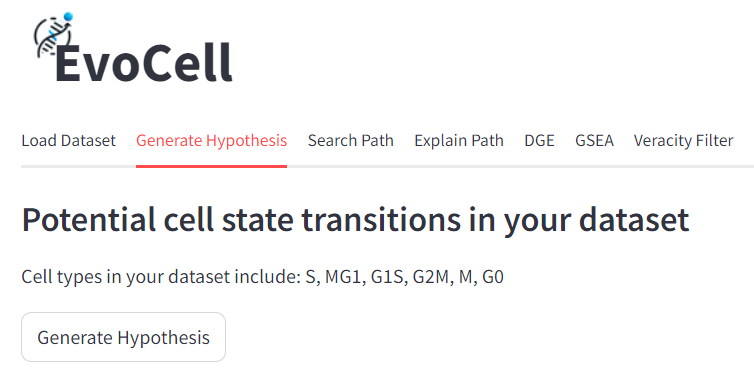 EvoCell
Load Dataset Generate Hypothesis Search Path Explain Path DGE GSEA Veracity Filter
Potential cell state transitions in your dataset
Cell types in your dataset include: S, MG1, G1S, G2M, M, G0
Generate Hypothesis